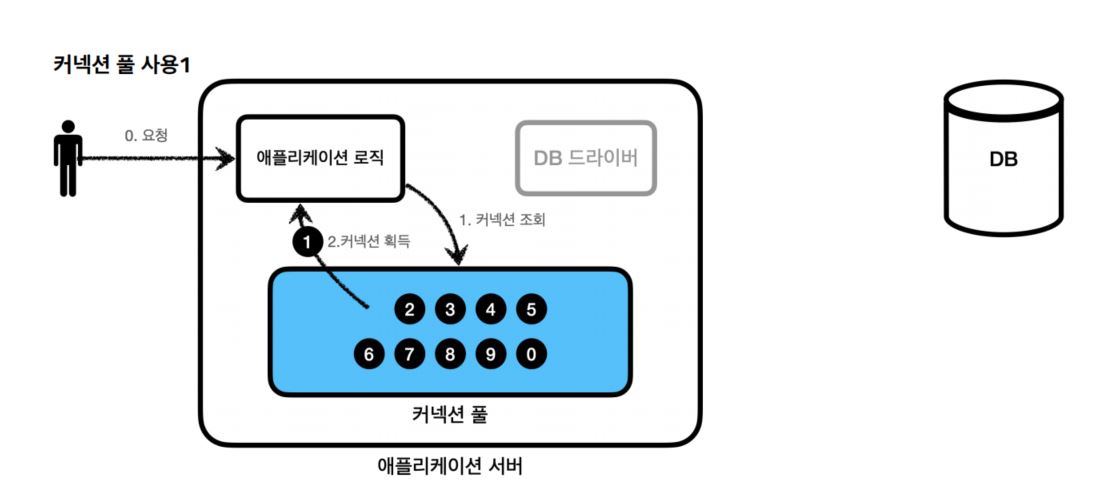 커넥션 풀 사용1
0. 요청
애플리케이션 로직
DB 드라이버
DB
1. 커넥션 조회
1
2.커넥션 획득
2 3 4 5
6 7 8 9 0
커넥션 풀
애플리케이션 서버